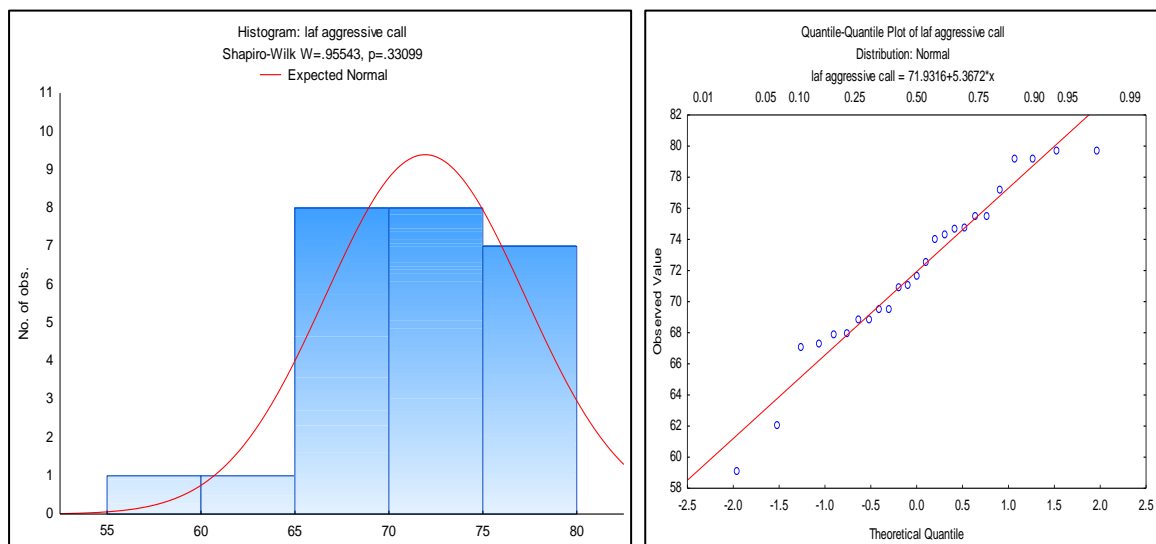 Histogram: laf aggressive call
Shapiro-Wilk W=.95543, p=.33099
Expected Normal
11
10
9
8
7
6
5
4
3
2
1
0
No. of obs.
55 60 65 70 75 80
Quantile-Quantile Plot of laf aggressive call
Distribution: Normal
laf aggressive call = 71.9316+5.3672*x
0.01 0.05 0.10 0.25 0.50 0.75 0.90 0.95 0.99
82
80
78
76
74
72
70
68
66
64
62
60
58
Observed Value
-2.5 -2.0 -1.5 -1.0 -0.5 0.0 0.5 1.0 1.5 2.0 2.5
Theoretical Quantile